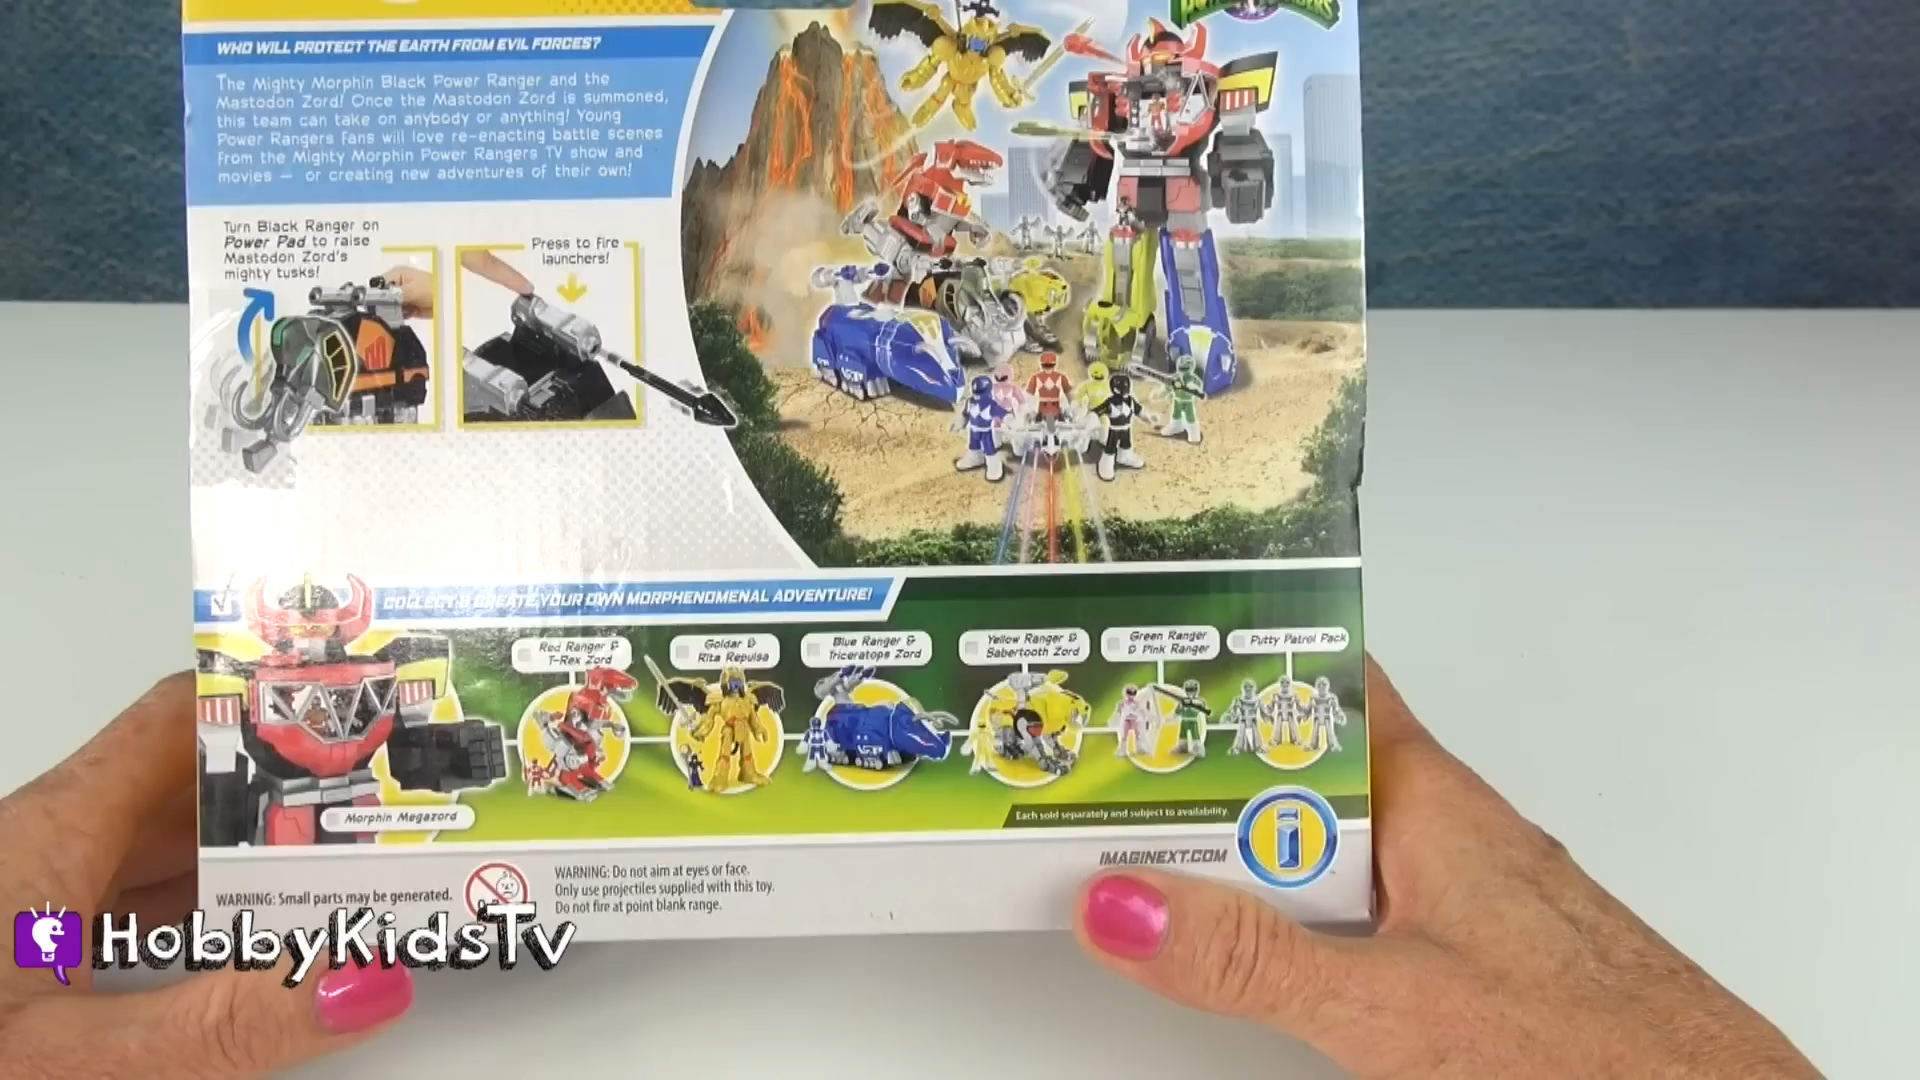 POWER RANGERS
WHO WILL PROTECT THE EARTH FROM EVIL FORCES?
The Mighty Morphin Black Power Ranger and the
Mastodon Zord! Once the Mastodon Zord is summoned,
this team can take on anybody or anything! Young
Power Rangers fans will love re-enacting battle scenes
from the Mighty Morphin Power Rangers TV show and
movies — or creating new adventures of their own!
Turn Black Ranger on
Power Pad to raise
Mastodon Zord's
mighty tusks!
Press to fire
launchers!
COLLECT & CREATE YOUR OWN MORPHENOMENAL ADVENTURE!
Red Ranger &
T-Rex Zord
Goldar &
Rita Repulsa
Blue Ranger &
Triceratops Zord
Yellow Ranger &
Sabertooth Zord
Green Ranger
& Pink Ranger
Putty Patrol Pack
Morphin Megazord
Each sold separately and subject to availability.
IMAGINEXT.COM
i
WARNING: Small parts may be generated.
WARNING: Do not aim at eyes or face.
Only use projectiles supplied with this toy.
Do not fire at point blank range.
HobbyKidsTv